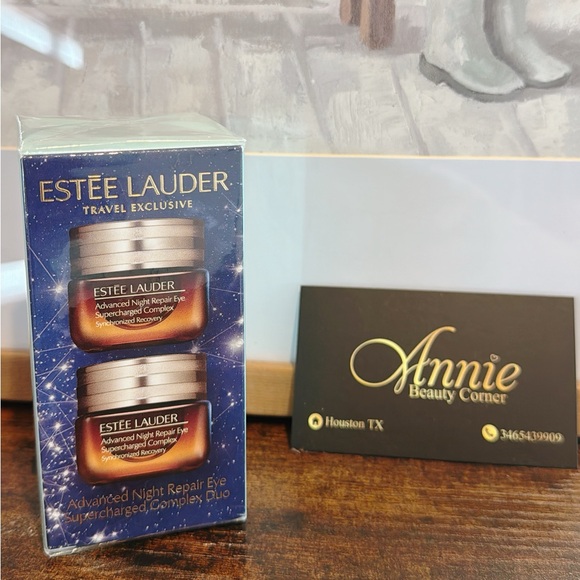 ESTĒE LAUDER
TRAVEL EXCLUSIVE
ESTĒE LAUDER
Advanced Night Repair Eye
Supercharged Complex
Synchronized Recovery
ESTĒE LAUDER
Advanced Night Repair Eye
Supercharged Complex
Synchronized Recovery
Advanced Night Repair Eye
Supercharged Complex Duo
Annie
Beauty Corner
Houston TX
3465439909